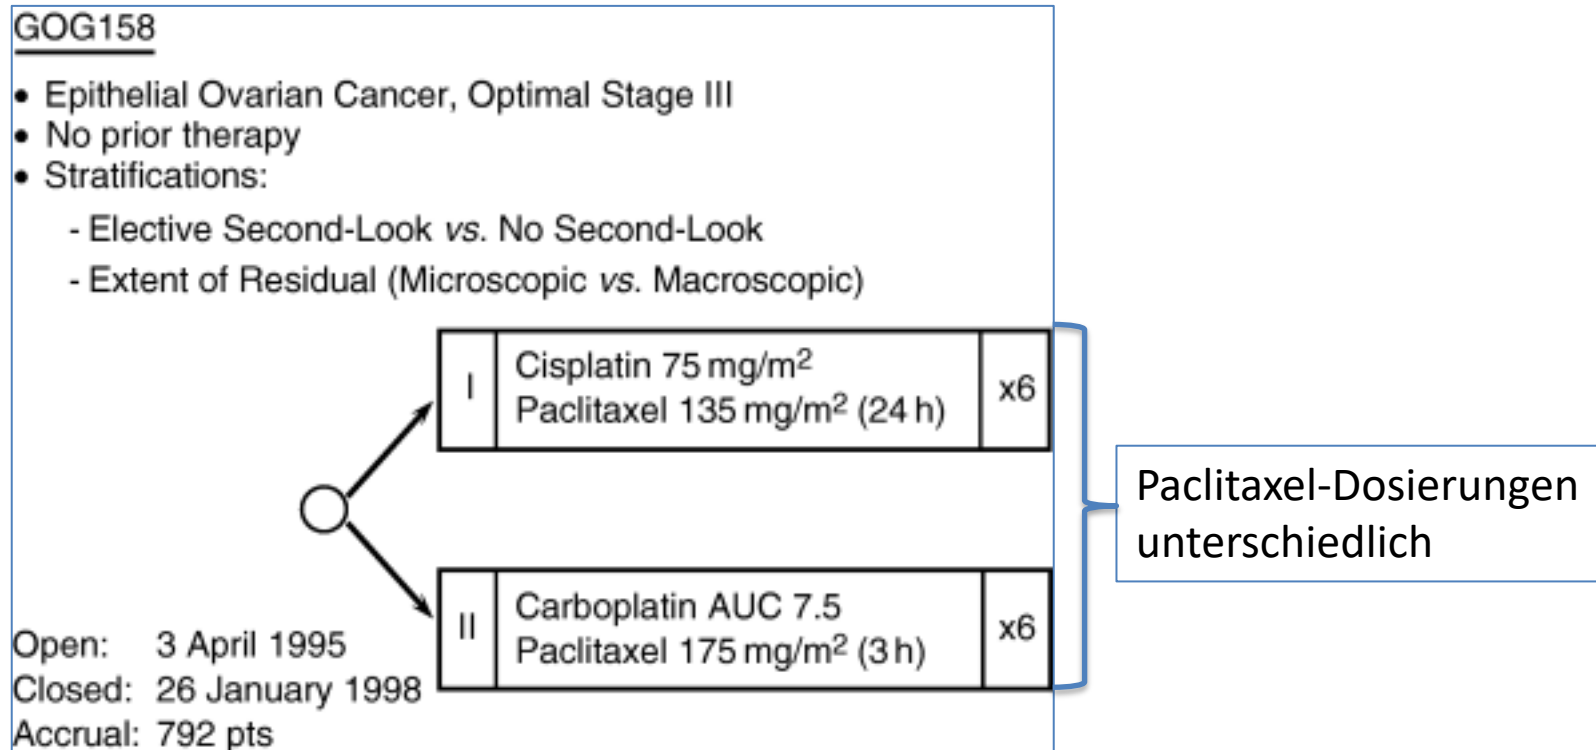 GOG158
• Epithelial Ovarian Cancer, Optimal Stage III
• No prior therapy
• Stratifications:
- Elective Second-Look vs. No Second-Look
- Extent of Residual (Microscopic vs. Macroscopic)
I
Cisplatin 75 mg/m²
Paclitaxel 135 mg/m² (24 h)
x6
Paclitaxel-Dosierungen
unterschiedlich
II
Carboplatin AUC 7.5
Paclitaxel 175 mg/m² (3 h)
x6
Open: 3 April 1995
Closed: 26 January 1998
Accrual: 792 pts